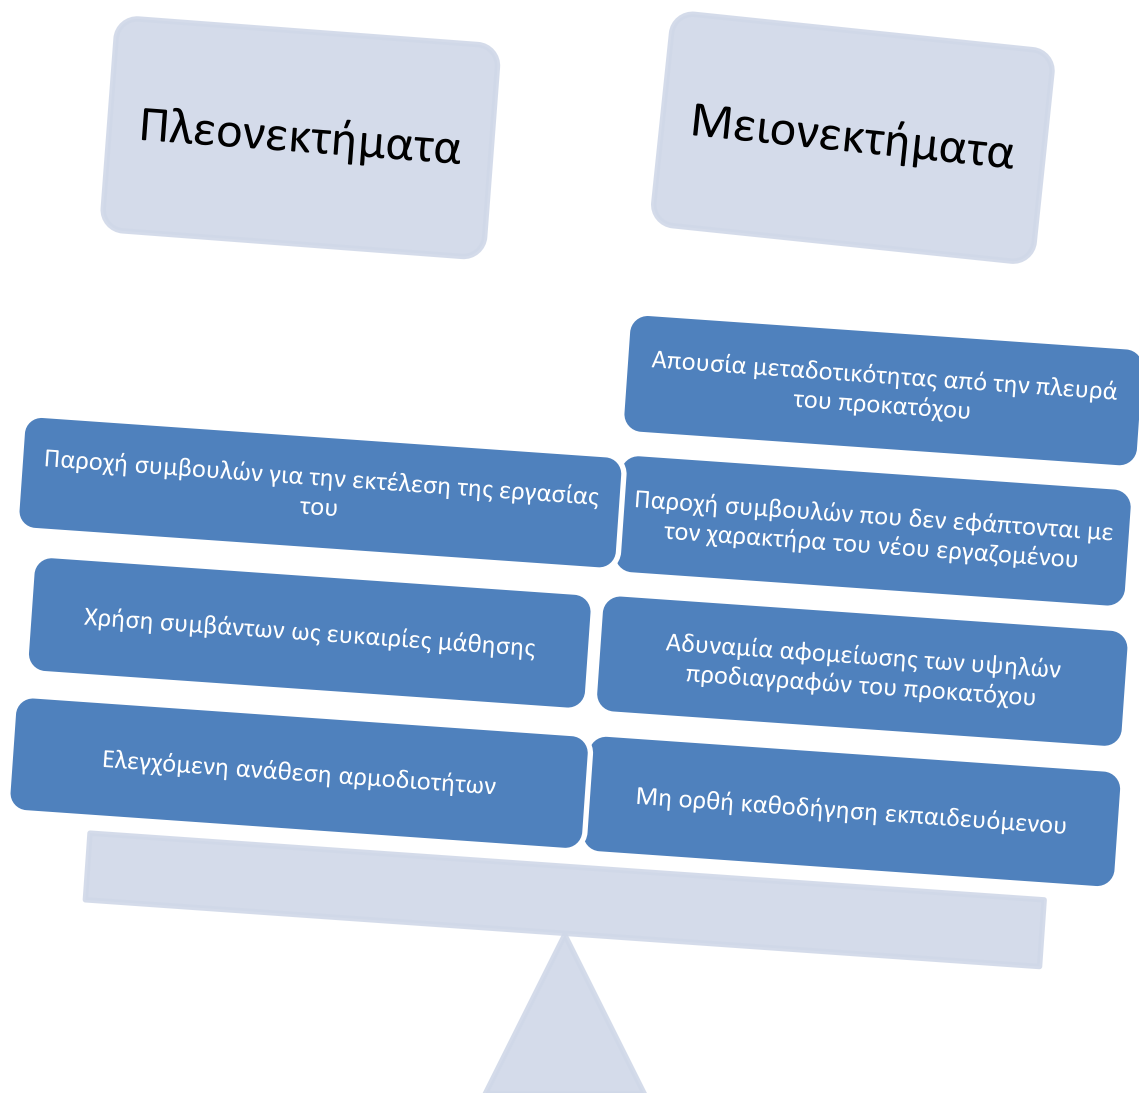 Πλεονεκτήματα
Μειονεκτήματα
Απουσία μεταδοτικότητας από την πλευρά
του προκατόχου
Παροχή συμβουλών για την εκτέλεση της εργασίας
του
Παροχή συμβουλών που δεν εφάπτονται με
τον χαρακτήρα του νέου εργαζομένου
Χρήση συμβάντων ως ευκαιρίες μάθησης
Αδυναμία αφομείωσης των υψηλών
προδιαγραφών του προκατόχου
Ελεγχόμενη ανάθεση αρμοδιοτήτων
Μη ορθή καθοδήγηση εκπαιδευόμενου